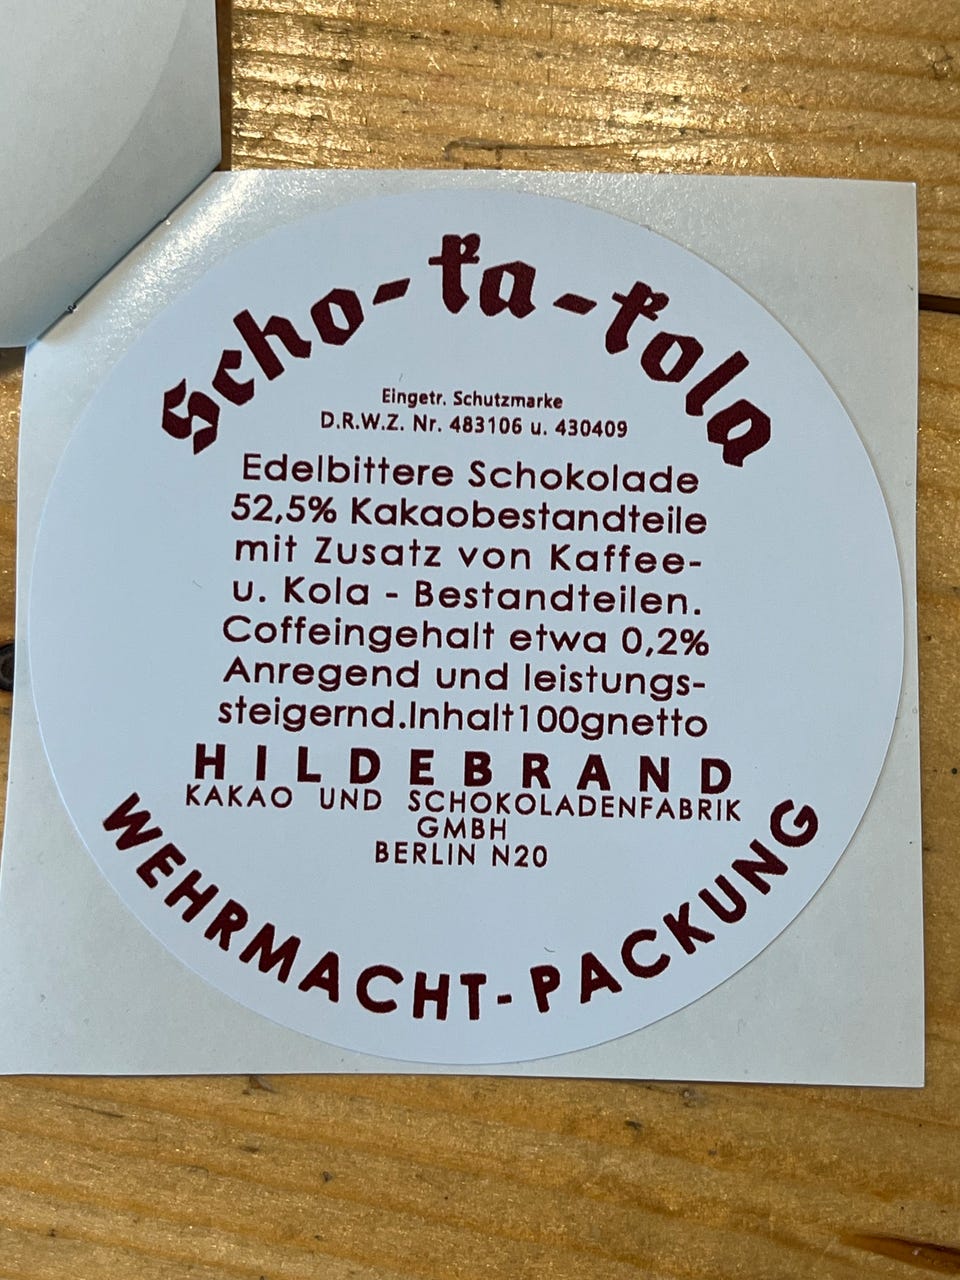 Scho-ka-kola
Eingetr. Schutzmarke
D.R.W.Z. Nr. 483106 u. 430409
Edelbittere Schokolade
52,5% Kakaobestandteile
mit Zusatz von Kaffee-
u. Kola - Bestandteilen.
Coffeingehalt etwa 0,2%
Anregend und leistungs-
steigernd.Inhalt100gnetto
HILDEBRAND
KAKAO UND SCHOKOLADENFABRIK
GMBH
BERLIN N20
WEHRMACHT-PACKUNG